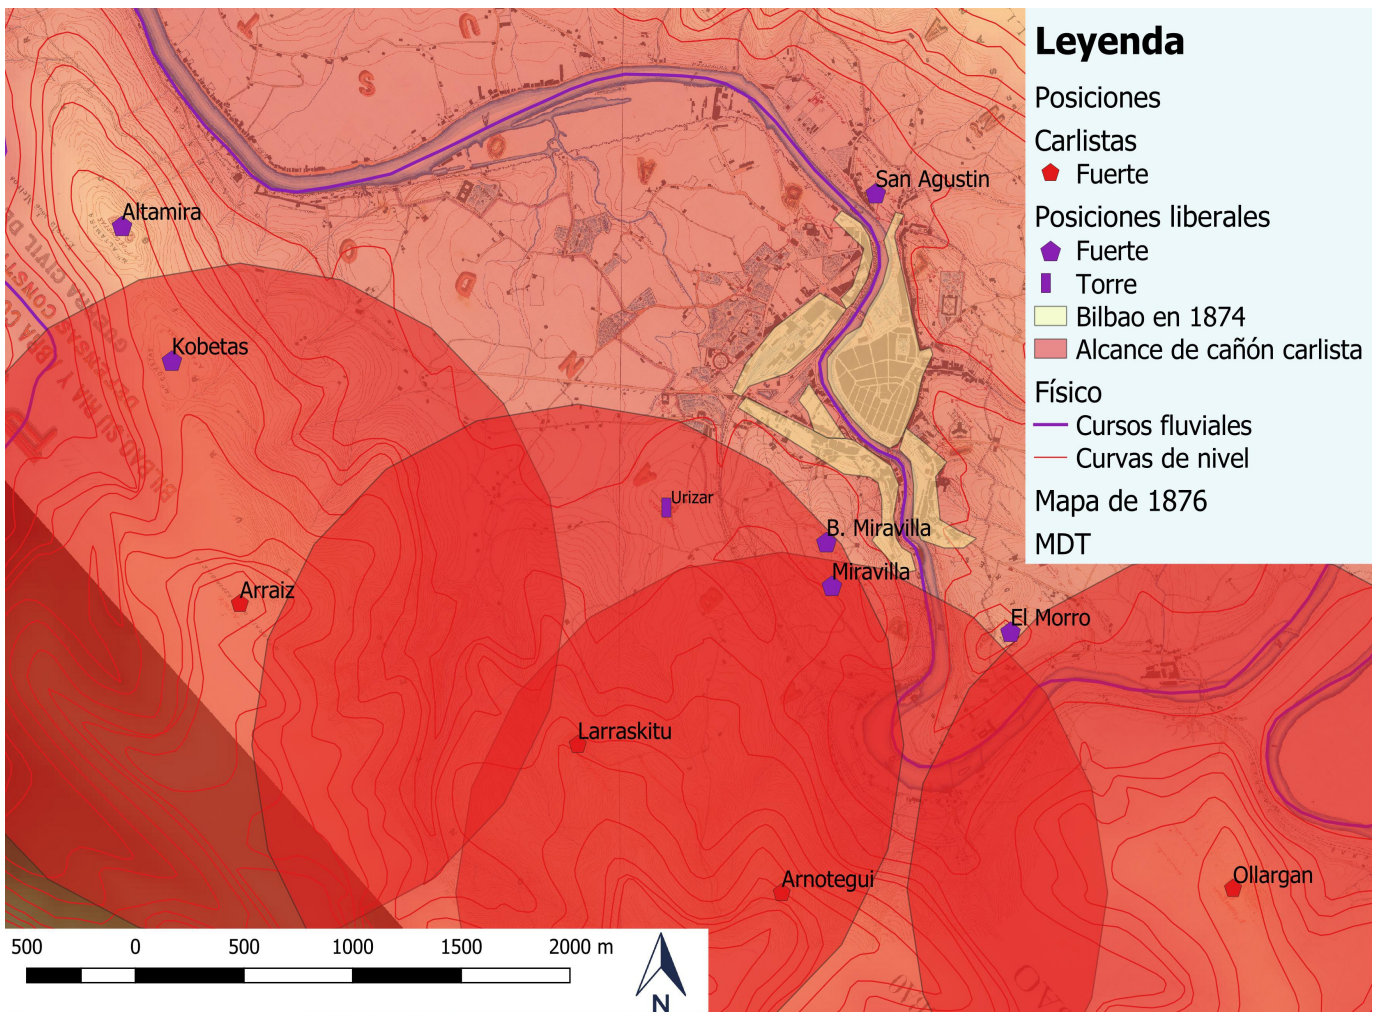 Leyenda
Posiciones
Carlistas
Fuerte
Posiciones liberales
Fuerte
Torre
Bilbao en 1874
Alcance de cañón carlista
Físico
Cursos fluviales
Curvas de nivel
Mapa de 1876
MDT
San Agustin
Altamira
Kobetas
Urizar
B. Miravilla
Miravilla
Arraiz
El Morro
Larraskitu
Arnotegui
Ollargan
500 0 500 1000 1500 2000 m
N